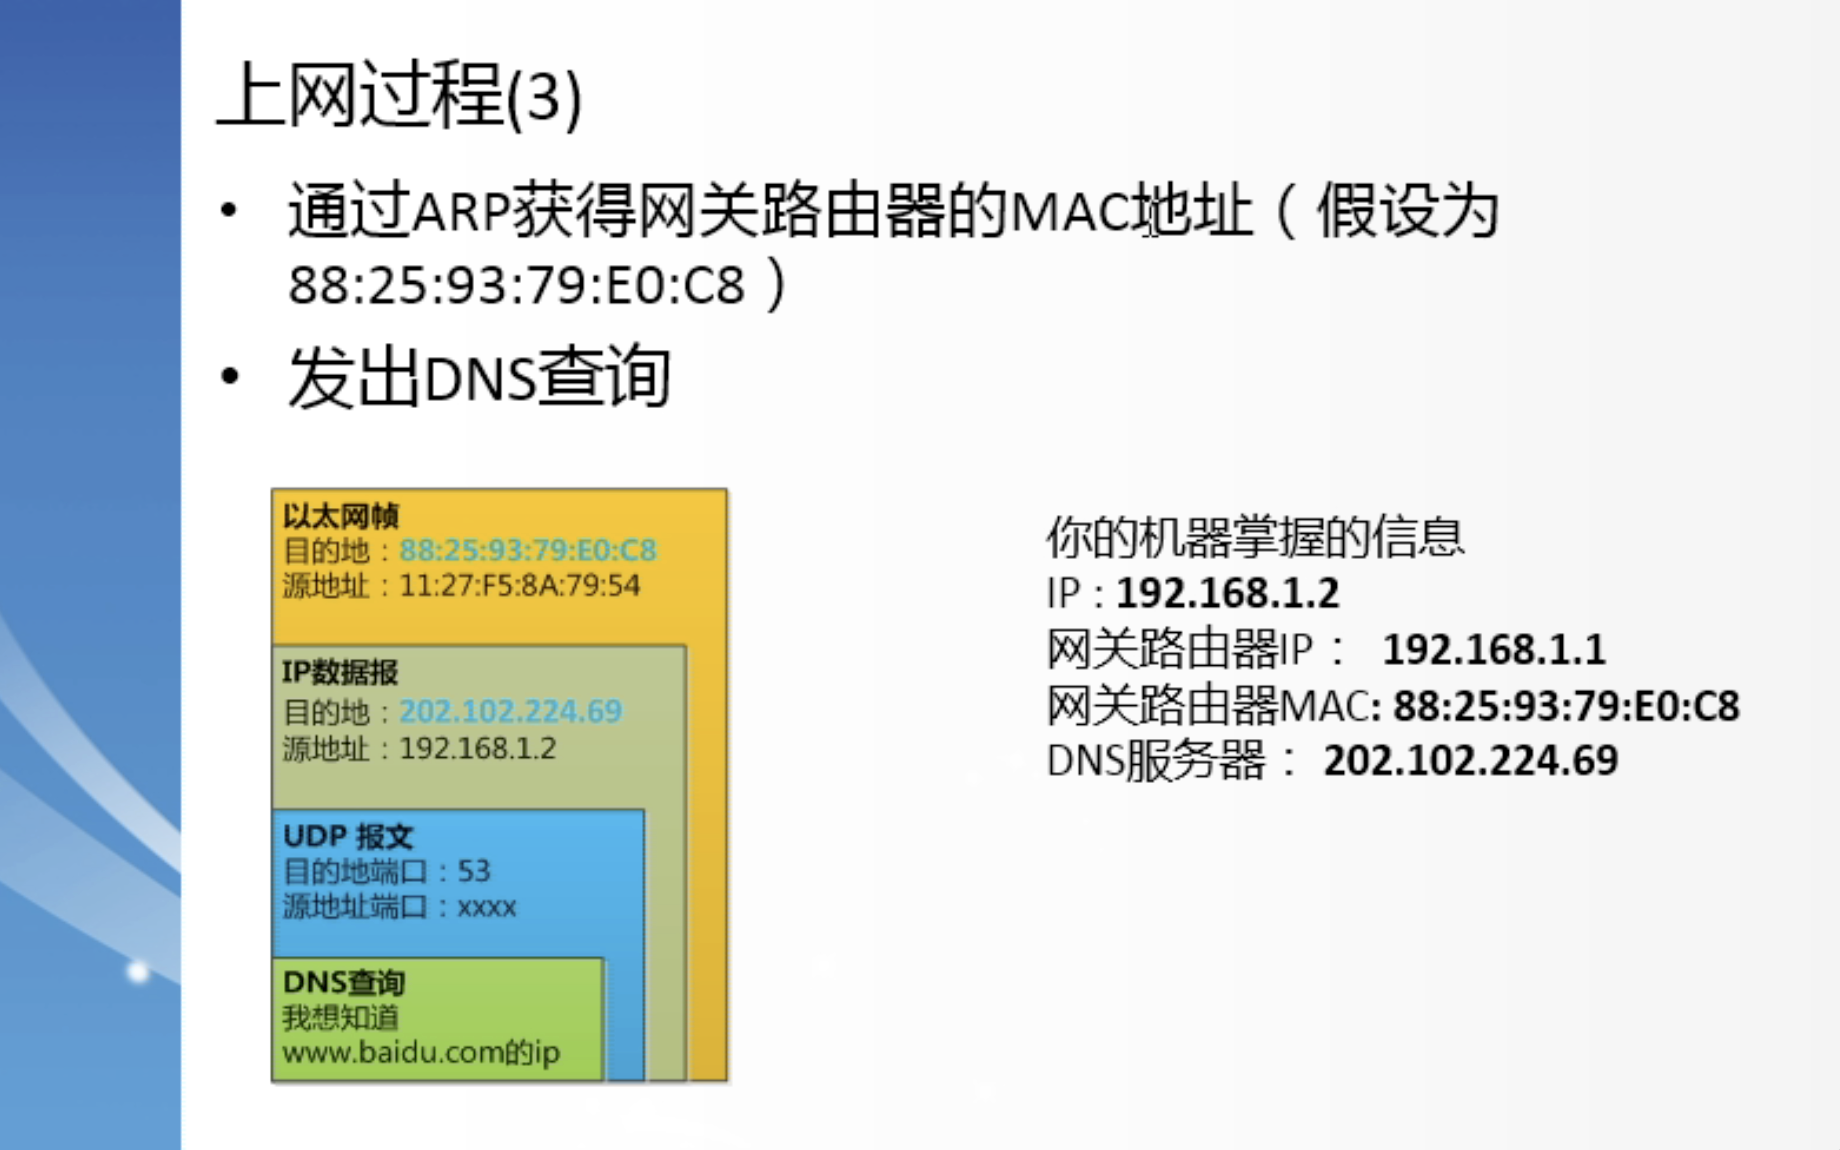 上网过程(3)
• 通过ARP获得网关路由器的MAC地址（假设为
88:25:93:79:E0:C8）
• 发出DNS查询
以太网帧
目的地：88:25:93:79:E0:C8
源地址：11:27:F5:8A:79:54
IP数据报
目的地：202.102.224.69
源地址：192.168.1.2
UDP 报文
目的地端口：53
源地址端口：xxxx
DNS查询
我想知道
www.baidu.com的ip
你的机器掌握的信息
IP : 192.168.1.2
网关路由器IP： 192.168.1.1
网关路由器MAC: 88:25:93:79:E0:C8
DNS服务器： 202.102.224.69